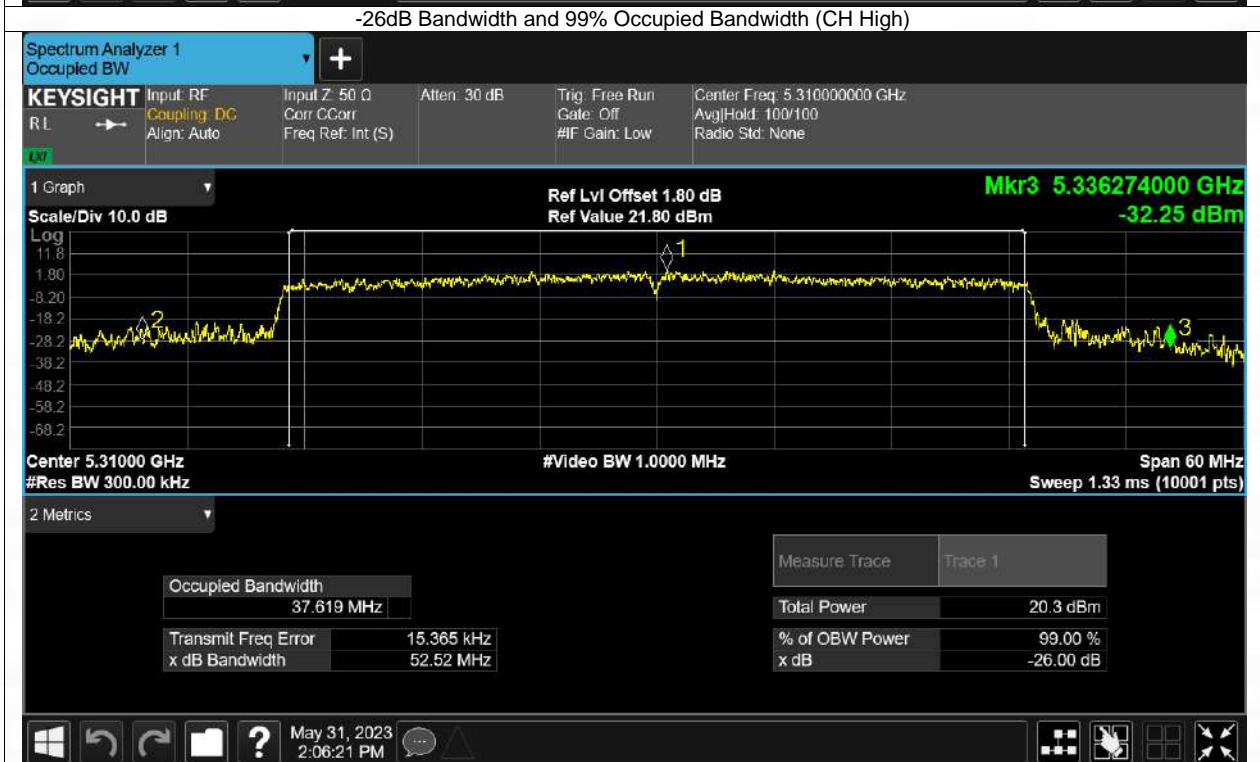 -26dB Bandwidth and 99% Occupied Bandwidth (CH High)
Spectrum Analyzer 1
Occupied BW
+
KEYSIGHT Input: RF Input Z: 50 Ω Atten: 30 dB Trig: Free Run Center Freq: 5.310000000 GHz
RL Coupling: DC Corr CCorr Gate: Off Avg|Hold: 100/100
Align: Auto Freq Ref: Int (S) #IF Gain: Low Radio Std: None
LXI
1 Graph Ref Lvl Offset 1.80 dB Mkr3 5.336274000 GHz
Scale/Div 10.0 dB Ref Value 21.80 dBm -32.25 dBm
Log
11.8
1.80
-8.20
-18.2
-28.2
-38.2
-48.2
-58.2
-68.2
1
2
3
Center 5.31000 GHz #Video BW 1.0000 MHz Span 60 MHz
#Res BW 300.00 kHz Sweep 1.33 ms (10001 pts)
2 Metrics
Measure Trace Trace 1
Occupied Bandwidth
37.619 MHz Total Power 20.3 dBm
Transmit Freq Error 15.365 kHz % of OBW Power 99.00 %
x dB Bandwidth 52.52 MHz x dB -26.00 dB
? May 31, 2023
2:06:21 PM